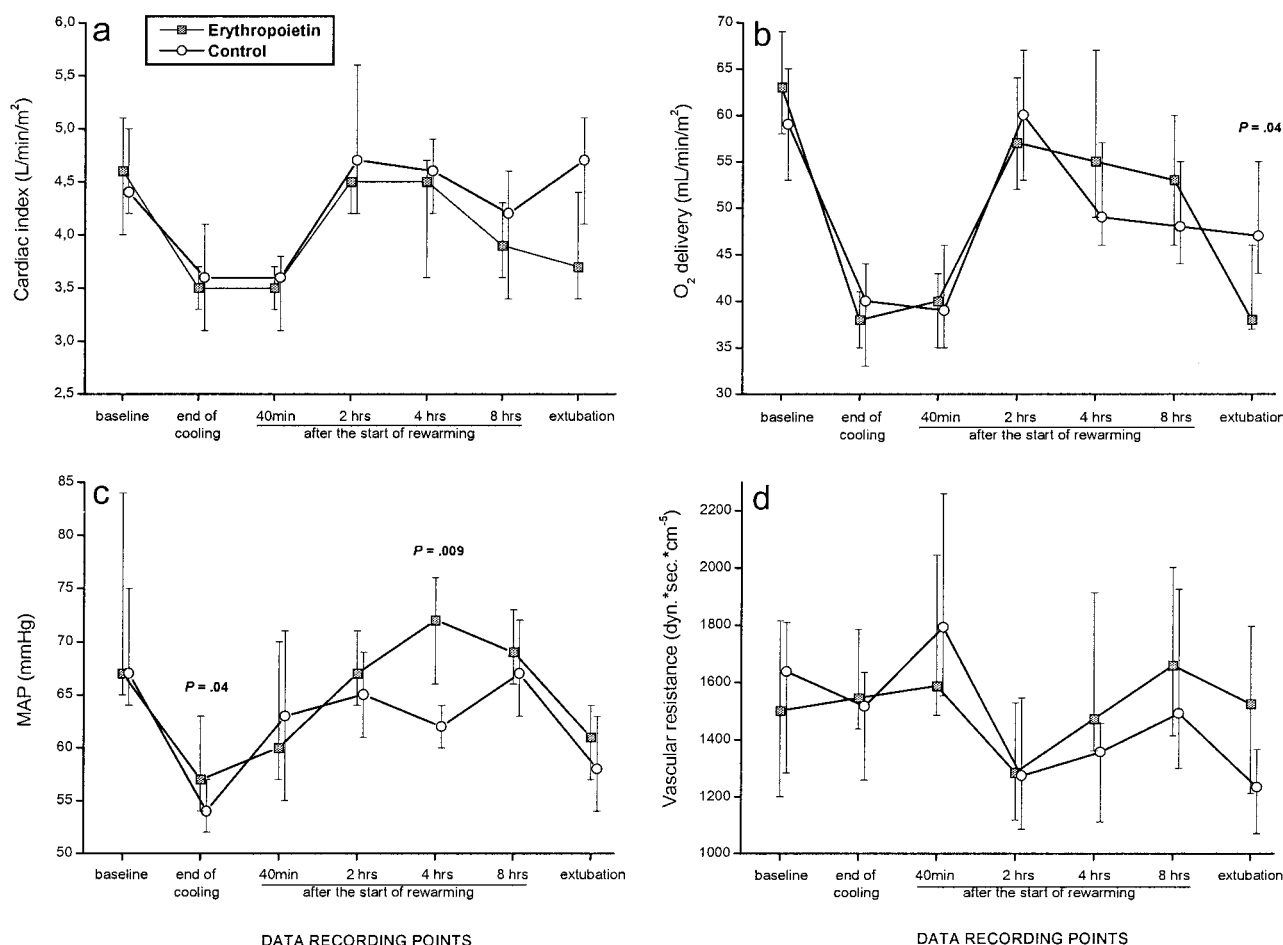 a
Erythropoietin
Control
6,0
5,5
5,0
4,5
4,0
3,5
3,0
2,5
Cardiac index (L/min/m²)
baseline end of cooling 40min 2 hrs 4 hrs 8 hrs extubation
after the start of rewarming
b
70
65
60
55
50
45
40
35
30
O₂ delivery (mL/min/m²)
P = .04
baseline end of cooling 40min 2 hrs 4 hrs 8 hrs extubation
after the start of rewarming
c
85
80
75
70
65
60
55
50
MAP (mmHg)
P = .04
P = .009
baseline end of cooling 40min 2 hrs 4 hrs 8 hrs extubation
after the start of rewarming
DATA RECORDING POINTS
d
2200
2000
1800
1600
1400
1200
1000
Vascular resistance (dyn.*sec.*cm⁻⁵)
baseline end of cooling 40min 2 hrs 4 hrs 8 hrs extubation
after the start of rewarming
DATA RECORDING POINTS